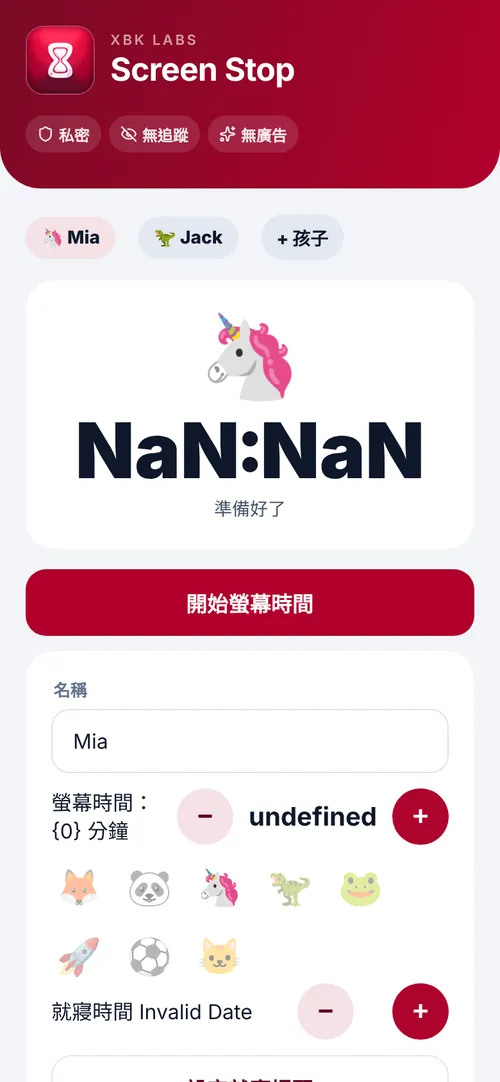 XBK LABS
Screen Stop
私密
無追蹤
無廣告
Mia
Jack
+ 孩子
NaN:NaN
準備好了
開始螢幕時間
名稱
Mia
螢幕時間：
{0} 分鐘
−
undefined
+
就寢時間 Invalid Date
−
+